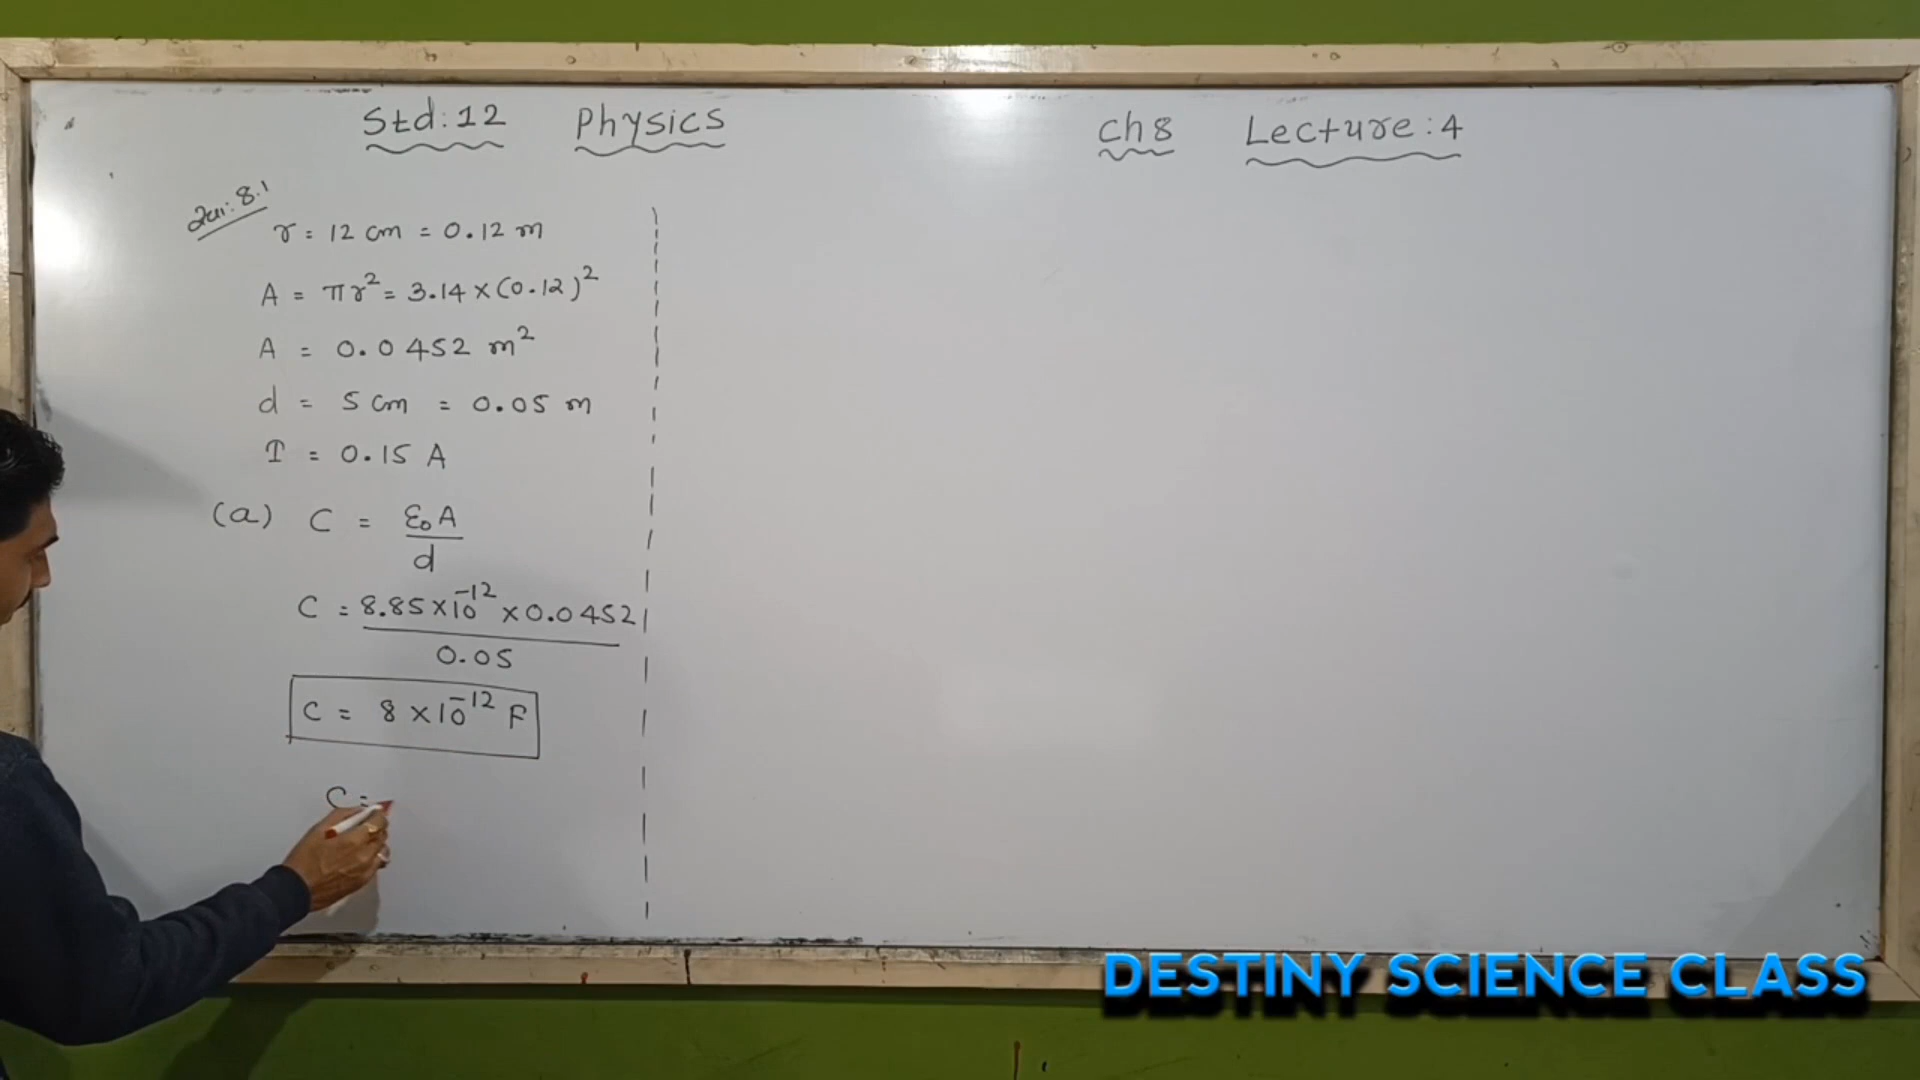 Std:12 Physics Ch8 Lecture:4
8.1
r = 12 cm = 0.12 m
A = πr² = 3.14 × (0.12)²
A = 0.0452 m²
d = 5 cm = 0.05 m
I = 0.15 A
(a) C = ε₀A / d
C = 8.85 × 10⁻¹² × 0.0452 / 0.05
C = 8 × 10⁻¹² F
C =
DESTINY SCIENCE CLASS